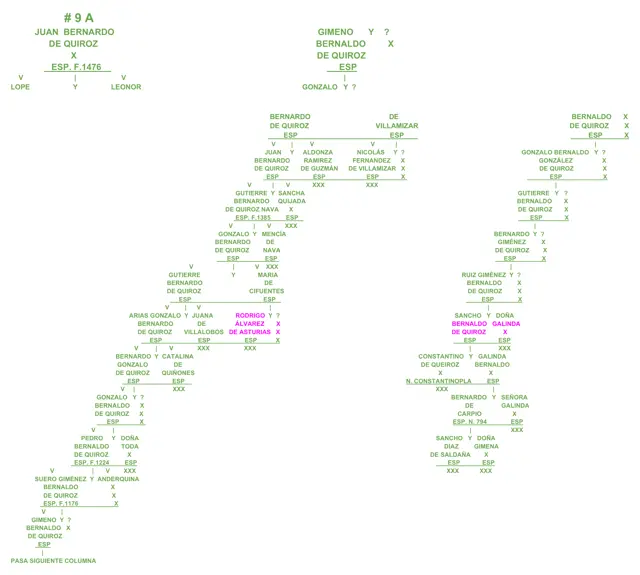 # 9 A
JUAN BERNARDO
DE QUIROZ
X
ESP. F.1476
V V
LOPE Y LEONOR
GIMENO Y ?
BERNALDO X
DE QUIROZ
ESP
|
GONZALO Y ?
BERNARDO DE
DE QUIROZ VILLAMIZAR
ESP ESP
V | V V |
JUAN Y ALDONZA NICOLÁS Y ?
BERNARDO RAMIREZ FERNANDEZ X
DE QUIROZ DE GUZMÁN DE VILLAMIZAR X
ESP ESP ESP X
V | V XXX XXX
GUTIERRE Y SANCHA
BERNARDO QUIJADA
DE QUIROZ NAVA X
ESP. F.1385 ESP
V | V XXX
GONZALO Y MENCÍA
BERNARDO DE
DE QUIROZ NAVA
ESP ESP
V | V XXX
GUTIERRE Y MARIA
BERNARDO DE
DE QUIROZ CIFUENTES
ESP ESP
V | V V |
ARIAS GONZALO Y JUANA RODRIGO Y ?
BERNARDO DE ÁLVAREZ X
DE QUIROZ VILLALOBOS DE ASTURIAS X
ESP ESP ESP X
V | XXX XXX
BERNARDO Y CATALINA
GONZALO DE
DE QUIROZ QUIÑONES
ESP ESP
V | XXX
GONZALO Y ?
BERNALDO X
DE QUIROZ X
ESP X
V |
PEDRO Y DOÑA
BERNALDO TODA
DE QUIROZ X
ESP. F.1224 ESP
V | V XXX
SUERO GIMÉNEZ Y ANDERQUINA
BERNALDO X
DE QUIROZ X
ESP. F.1176 X
V |
GIMENO Y ?
BERNALDO X
DE QUIROZ
ESP
|
PASA SIGUIENTE COLUMNA
BERNALDO X
DE QUIROZ X
ESP X
V |
GONZALO BERNALDO Y ?
GONZÁLEZ X
DE QUIROZ X
ESP X
V |
GUTIERRE Y ?
BERNALDO X
DE QUIROZ X
ESP X
V |
BERNARDO Y ?
GIMÉNEZ X
DE QUIROZ X
ESP X
V |
RUIZ GIMÉNEZ Y ?
BERNALDO X
DE QUIROZ X
ESP X
V |
SANCHO Y DOÑA
BERNALDO GALINDA
DE QUIROZ X
ESP ESP
V | XXX
CONSTANTINO Y GALINDA
DE QUEIROZ BERNALDO
X X
N. CONSTANTINOPLA ESP
XXX |
BERNARDO Y SEÑORA
DE GALINDA
CARPIO X
ESP. N. 794 ESP
| XXX
SANCHO Y DOÑA
DIAZ GIMENA
DE SALDAÑA X
ESP ESP
XXX XXX